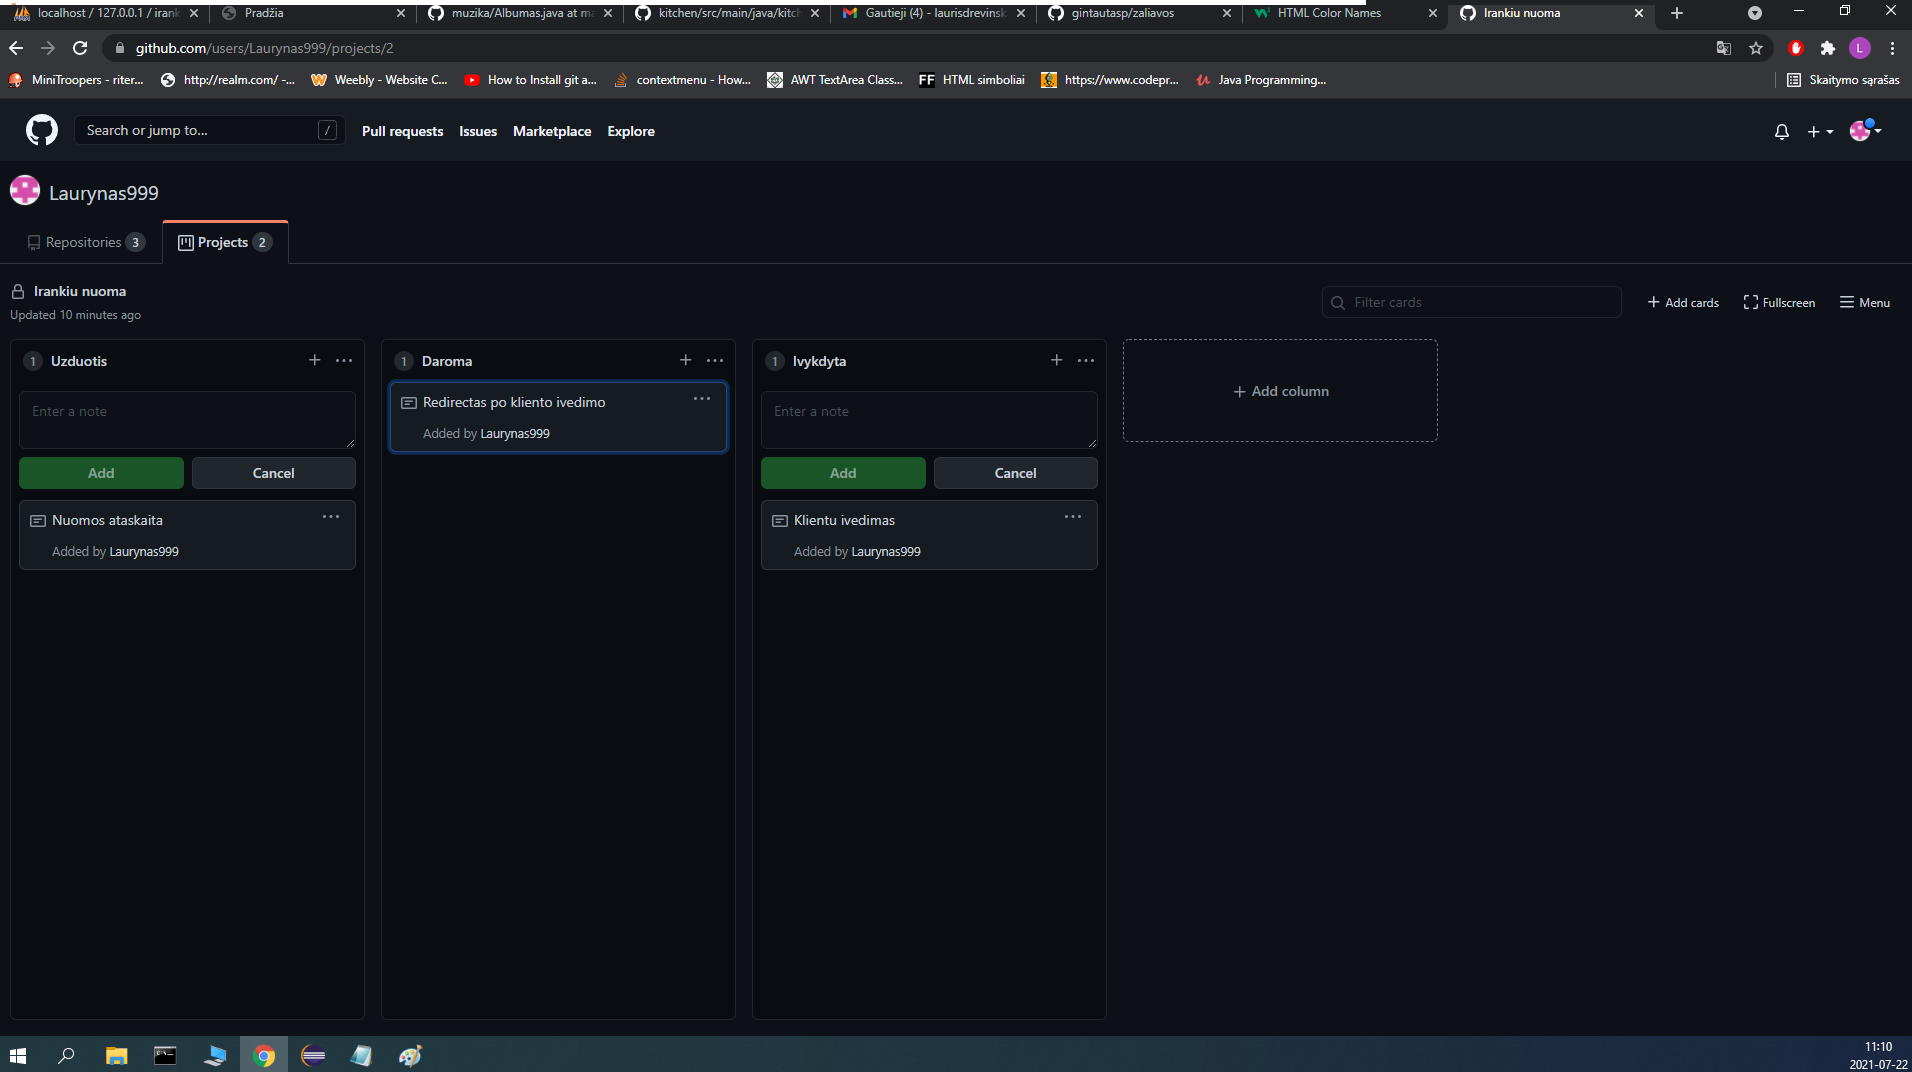 localhost / 127.0.0.1 / irank
Pradžia
muzika/Albumas.java at ma
kitchen/src/main/java/kitch
Gautieji (4) - laurisdrevinsk
gintautasp/zaliavos
HTML Color Names
Irankiu nuoma
github.com/users/Laurynas999/projects/2
L
MiniTroopers - riter...
http://realm.com/ -...
Weebly - Website C...
How to Install git a...
contextmenu - How...
AWT TextArea Class...
FF HTML simboliai
https://www.codepr...
Java Programming...
Skaitymo sąrašas
Search or jump to... /
Pull requests
Issues
Marketplace
Explore
Laurynas999
Repositories 3
Projects 2
Irankiu nuoma
Updated 10 minutes ago
Filter cards
+ Add cards
Fullscreen
Menu
1 Uzduotis + ...
Enter a note
Add
Cancel
Nuomos ataskaita ...
Added by Laurynas999
1 Daroma + ...
Redirectas po kliento ivedimo ...
Added by Laurynas999
1 Ivykdyta + ...
Enter a note
Add
Cancel
Klientu ivedimas ...
Added by Laurynas999
+ Add column
11:10
2021-07-22